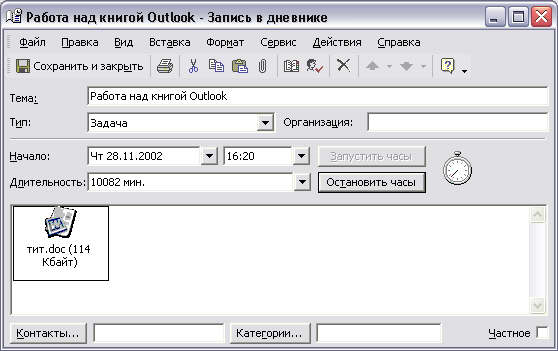 Работа над книгой Outlook - Запись в дневнике
Файл Правка Вид Вставка Формат Сервис Действия Справка
Сохранить и закрыть
Тема: Работа над книгой Outlook
Тип: Задача Организация:
Начало: Чт 28.11.2002 16:20 Запустить часы
Длительность: 10082 мин. Остановить часы
тит.doc (114
Кбайт)
Контакты... Категории... Частное